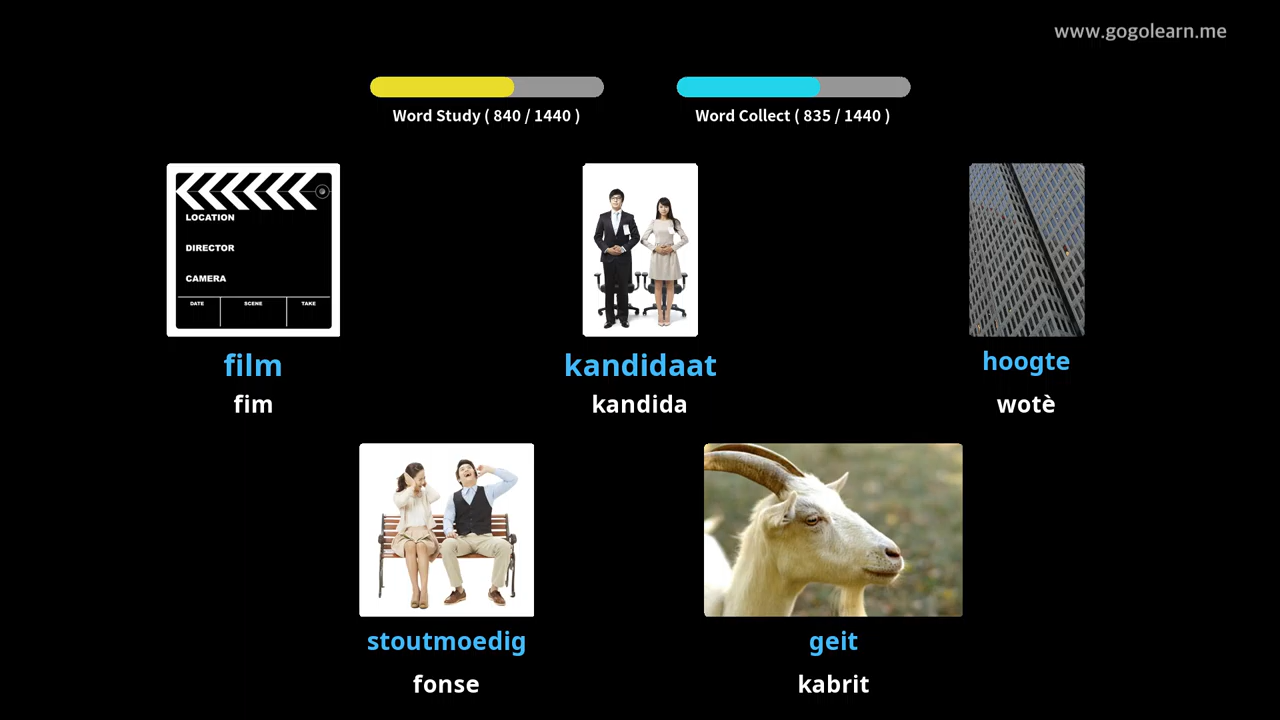 www.gogolearn.me
Word Study ( 840 / 1440 )
Word Collect ( 835 / 1440 )
LOCATION
DIRECTOR
CAMERA
DATE SCENE TAKE
film
kandidaat
hoogte
fim
kandida
wotè
stoutmoedig
geit
fonse
kabrit